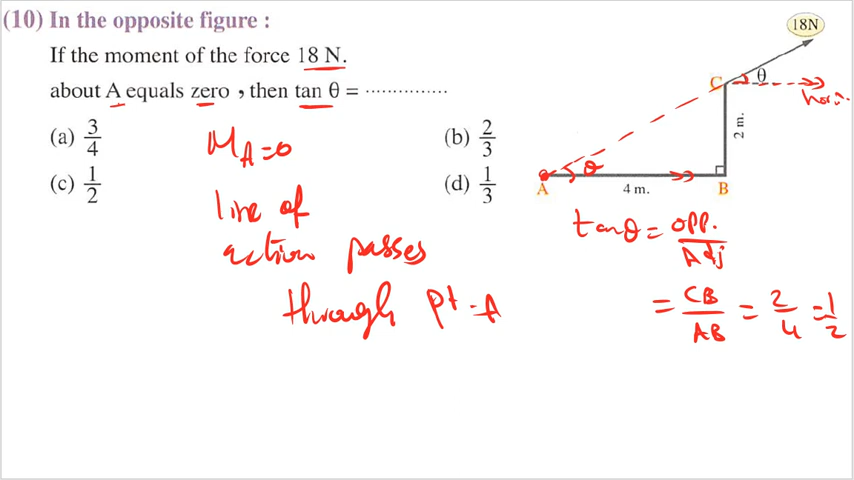 (10) In the opposite figure :
If the moment of the force 18 N.
about A equals zero , then tan θ = ...............
(a) 3/4
(b) 2/3
(c) 1/2
(d) 1/3
18N
C
θ
2 m.
A
θ
4 m.
B
M_A=0
line of
action passes
through pt. A
tanθ = opp./Adj
= CB/AB = 2/4 = 1/2